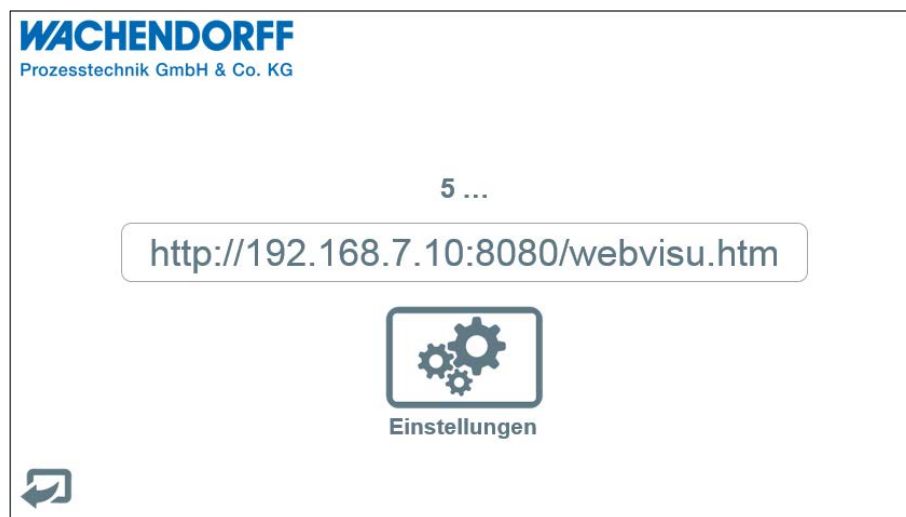 WACHENDORFF
Prozesstechnik GmbH & Co. KG
5 ...
http://192.168.7.10:8080/webvisu.htm
Einstellungen